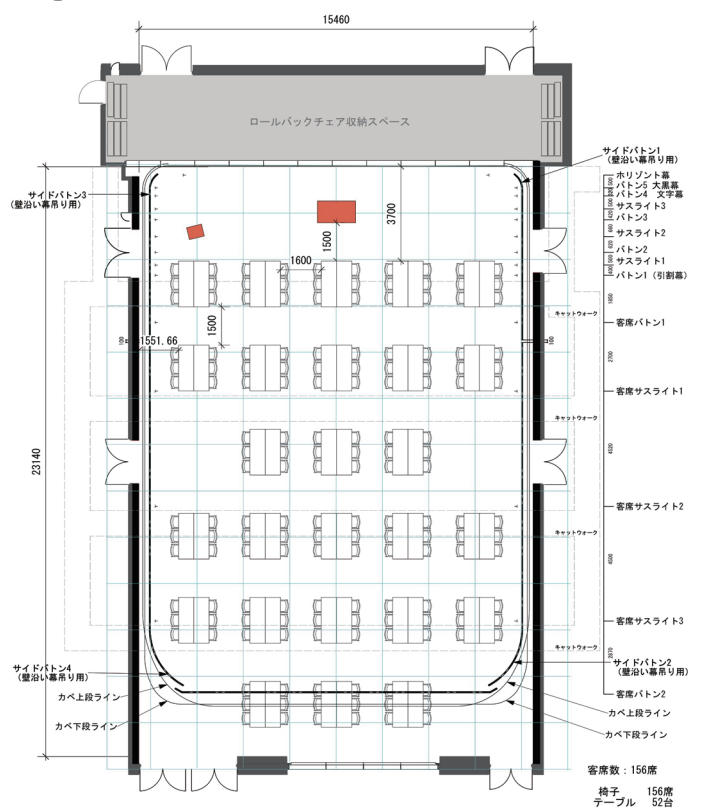 15460
ロールバックチェア収納スペース
サイドバトン1
(壁沿い幕吊り用)
サイドバトン3
(壁沿い幕吊り用)
ホリゾント幕
500
バトン5 大黒幕
バトン4 文字幕
500
サスライト3
420
バトン3
サスライト2
620
バトン2
サスライト1
400
バトン1 (引割幕)
3700
1500
1600
1850
キャットウォーク
客席バトン1
100
1551.66
1500
100
2700
客席サスライト1
キャットウォーク
23140
4520
客席サスライト2
キャットウォーク
4500
客席サスライト3
キャットウォーク
2870
サイドバトン4
(壁沿い幕吊り用)
サイドバトン2
(壁沿い幕吊り用)
カベ上段ライン
客席バトン2
カベ上段ライン
カベ下段ライン
カベ下段ライン
客席数:156席
椅子 156席
テーブル 52台